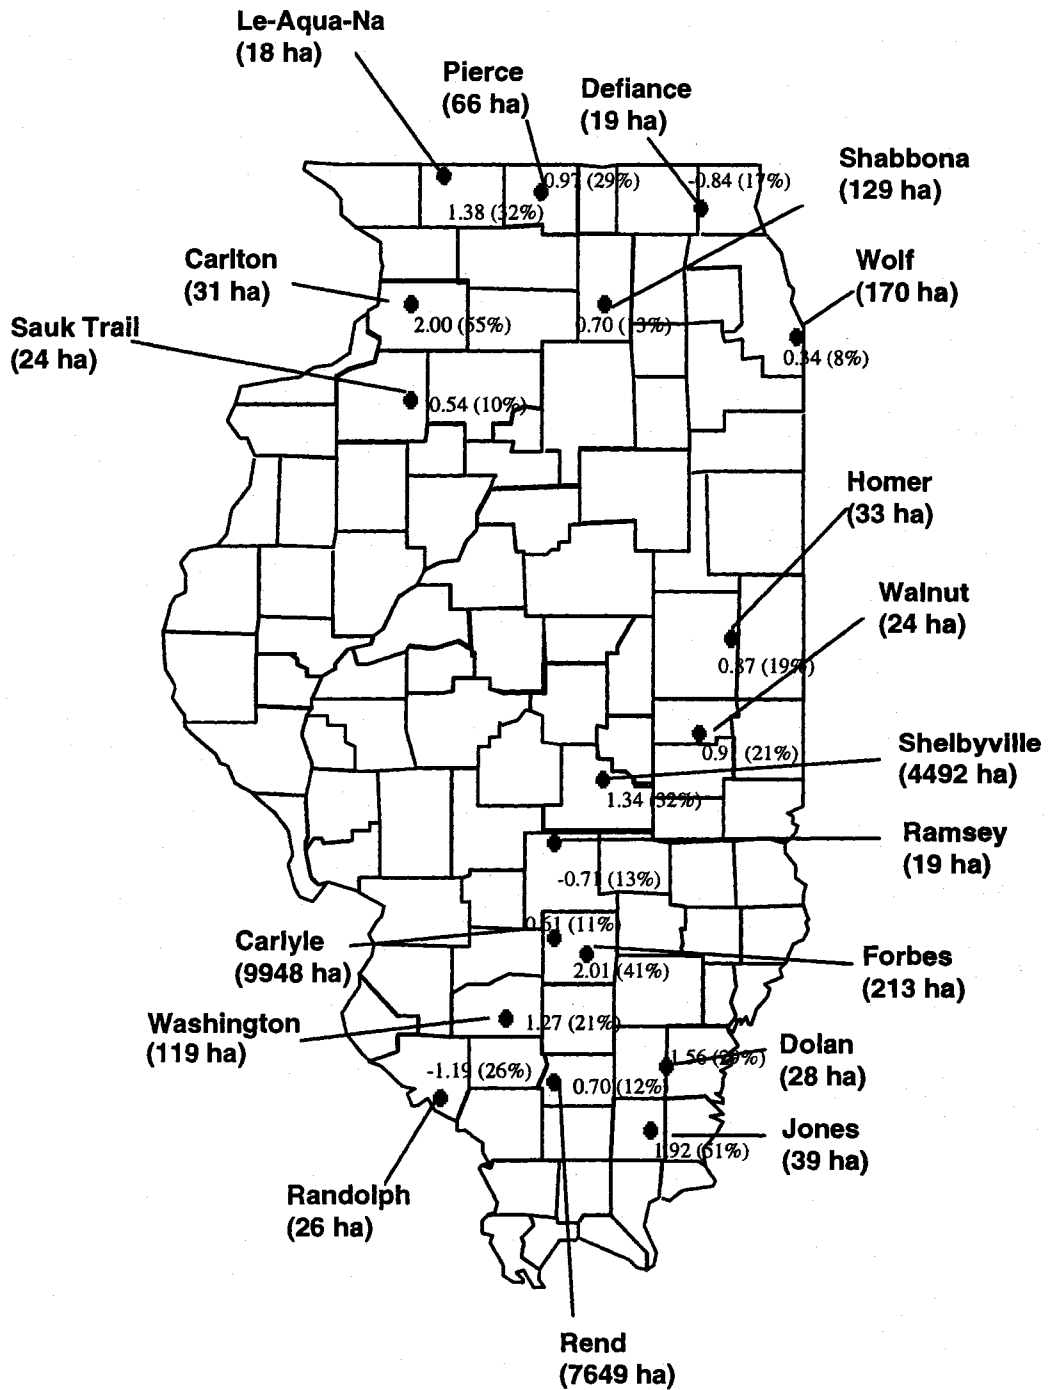 Le-Aqua-Na
(18 ha)
Pierce
(66 ha)
Defiance
(19 ha)
Shabbona
(129 ha)
0.97 (29%)
-0.84 (17%)
1.38 (32%)
Carlton
(31 ha)
Wolf
(170 ha)
Sauk Trail
(24 ha)
2.00 (55%)
0.70 (13%)
0.34 (8%)
0.54 (10%)
Homer
(33 ha)
Walnut
(24 ha)
0.87 (19%)
Shelbyville
(4492 ha)
(21%)
1.34 (32%)
Ramsey
(19 ha)
-0.71 (13%)
0.61 (11%
Carlyle
(9948 ha)
Forbes
(213 ha)
2.01 (41%)
Washington
(119 ha)
1.27 (21%)
Dolan
(28 ha)
-1.19 (26%)
0.70 (12%)
Jones
(39 ha)
1.92 (51%)
Randolph
(26 ha)
Rend
(7649 ha)